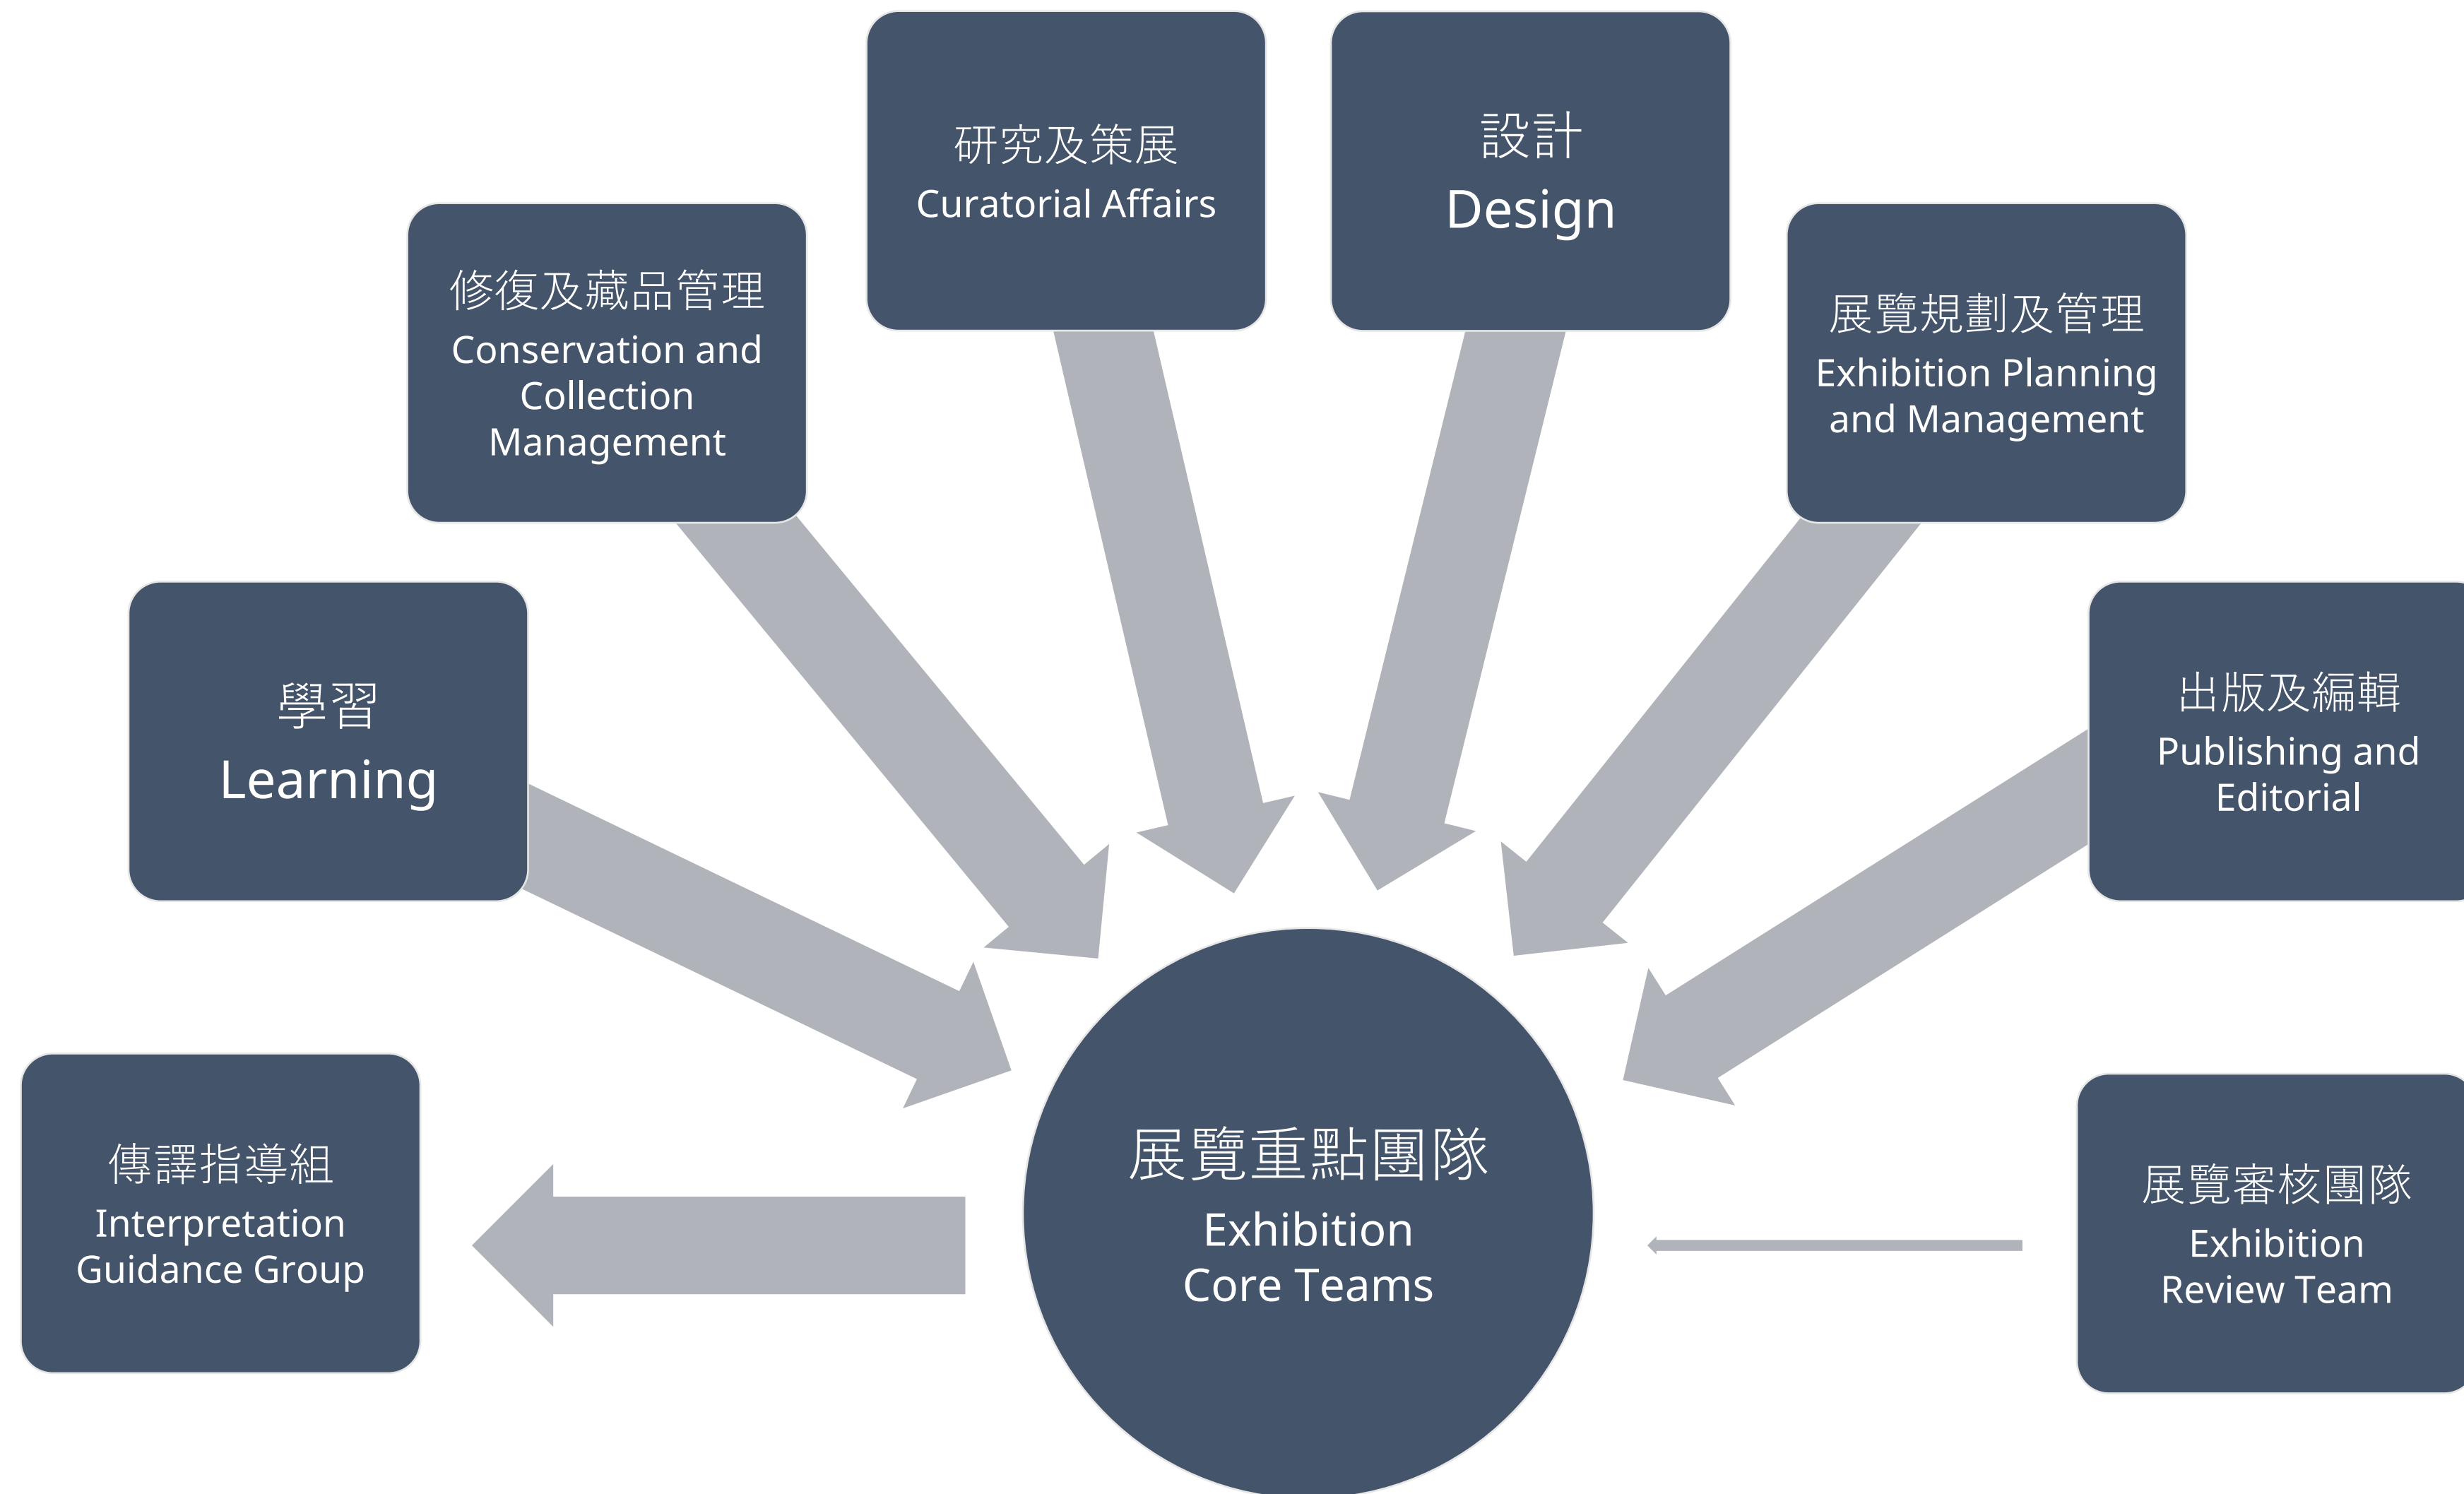 研究及策展
Curatorial Affairs
設計
Design
修復及藏品管理
Conservation and
Collection
Management
展覽規劃及管理
Exhibition Planning
and Management
學習
Learning
出版及編輯
Publishing and
Editorial
傳譯指導組
Interpretation
Guidance Group
展覽重點團隊
Exhibition
Core Teams
展覽審核團隊
Exhibition
Review Team